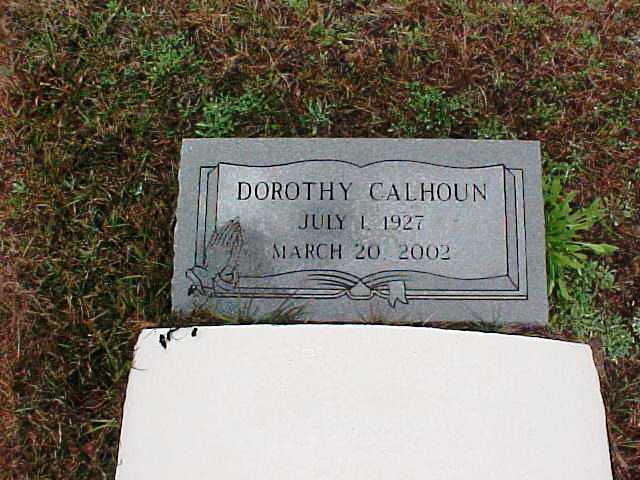 DOROTHY CALHOUN
JULY 1, 1927
MARCH 20, 2002